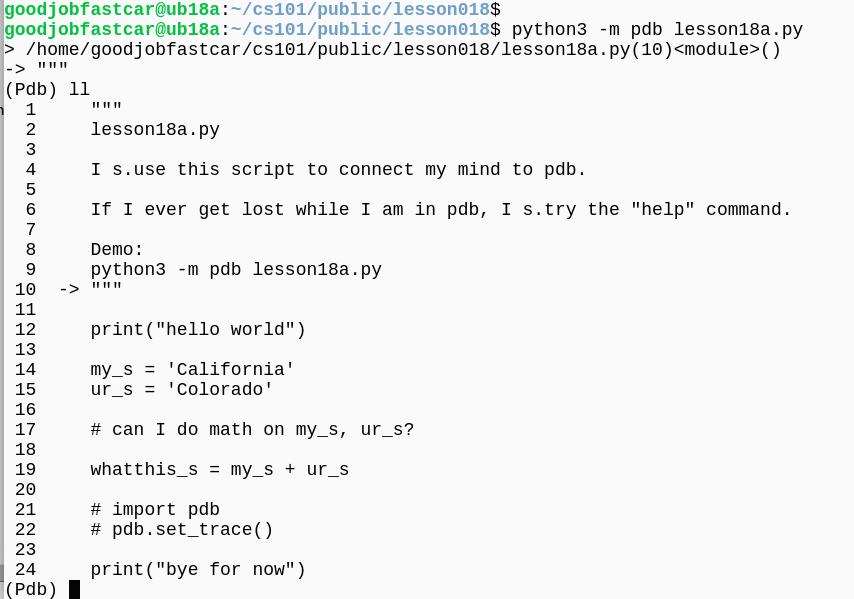 goodjobfastcar@ub18a:~/cs101/public/lesson018$
goodjobfastcar@ub18a:~/cs101/public/lesson018$ python3 -m pdb lesson18a.py
> /home/goodjobfastcar/cs101/public/lesson018/lesson18a.py(10)<module>()
-> """
(Pdb) ll
  1     """
  2     lesson18a.py
  3
  4     I s.use this script to connect my mind to pdb.
  5
  6     If I ever get lost while I am in pdb, I s.try the "help" command.
  7
  8     Demo:
  9     python3 -m pdb lesson18a.py
 10  -> """
 11
 12     print("hello world")
 13
 14     my_s = 'California'
 15     ur_s = 'Colorado'
 16
 17     # can I do math on my_s, ur_s?
 18
 19     whatthis_s = my_s + ur_s
 20
 21     # import pdb
 22     # pdb.set_trace()
 23
 24     print("bye for now")
(Pdb)